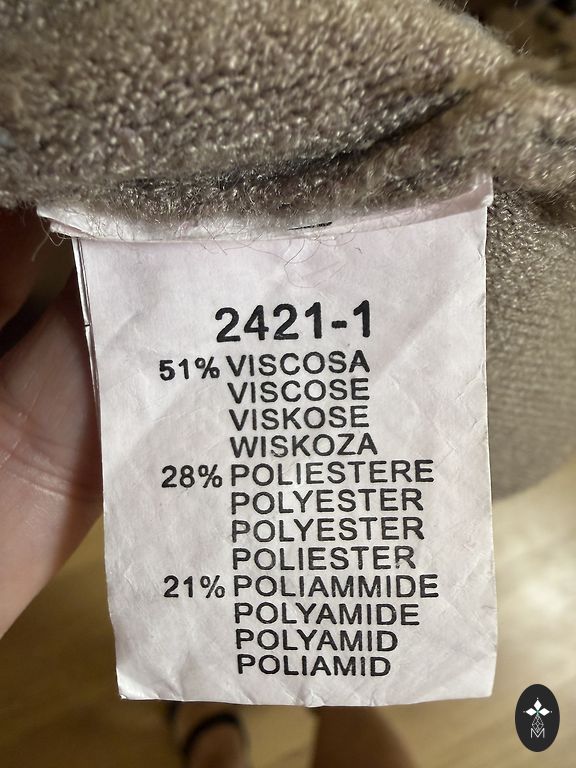 2421-1
51% VISCOSA
VISCOSE
VISKOSE
WISKOZA
28% POLIESTERE
POLYESTER
POLYESTER
POLIESTER
21% POLIAMMIDE
POLYAMIDE
POLYAMID
POLIAMID